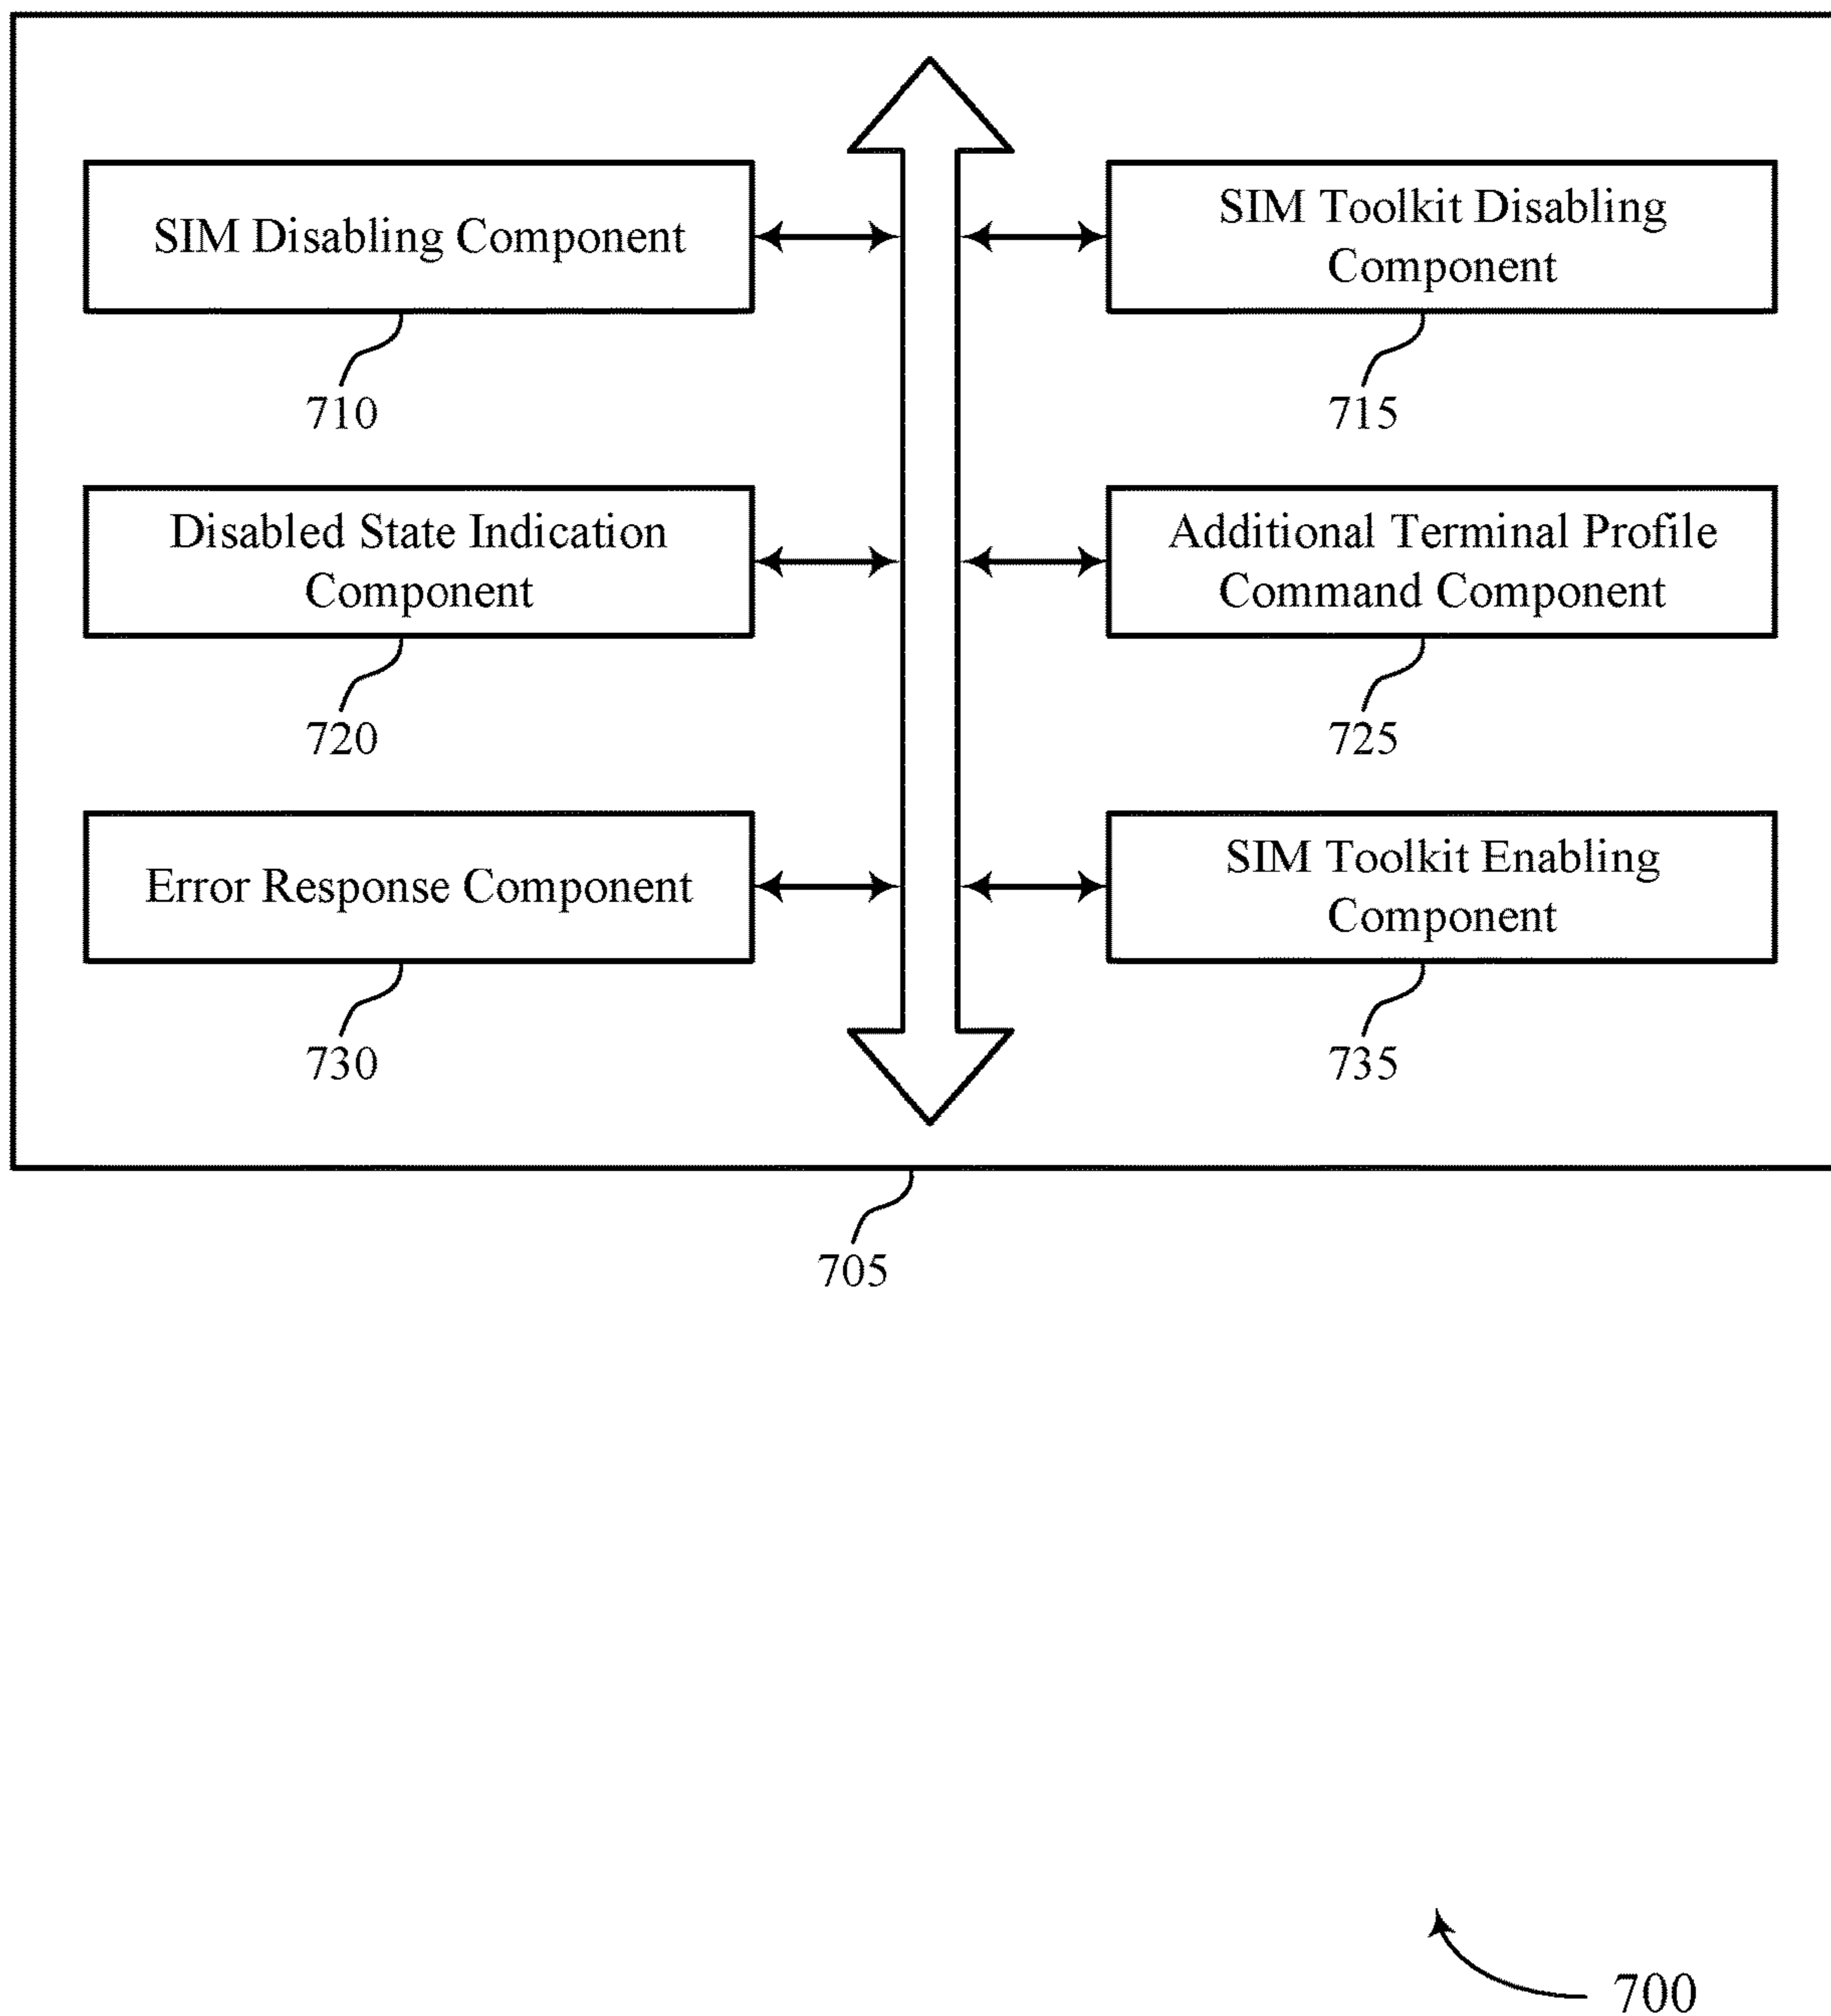 SIM Disabling Component
710
SIM Toolkit Disabling
Component
715
Disabled State Indication
Component
720
Additional Terminal Profile
Command Component
725
Error Response Component
730
SIM Toolkit Enabling
Component
735
705
700